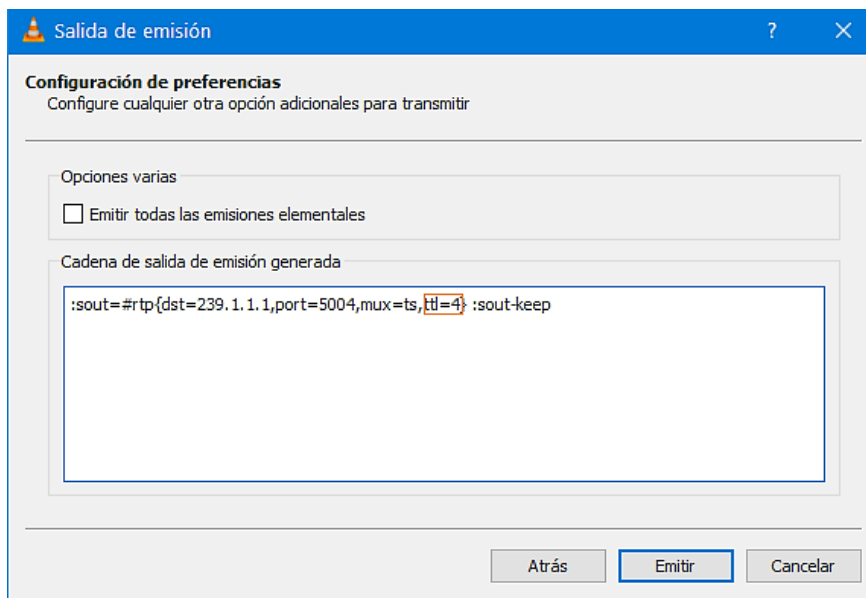 Salida de emisión ?
Configuración de preferencias
Configure cualquier otra opción adicionales para transmitir
Opciones varias
Emitir todas las emisiones elementales
Cadena de salida de emisión generada
:sout=#rtp{dst=239.1.1.1,port=5004,mux=ts,ttl=4} :sout-keep
Atrás Emitir Cancelar